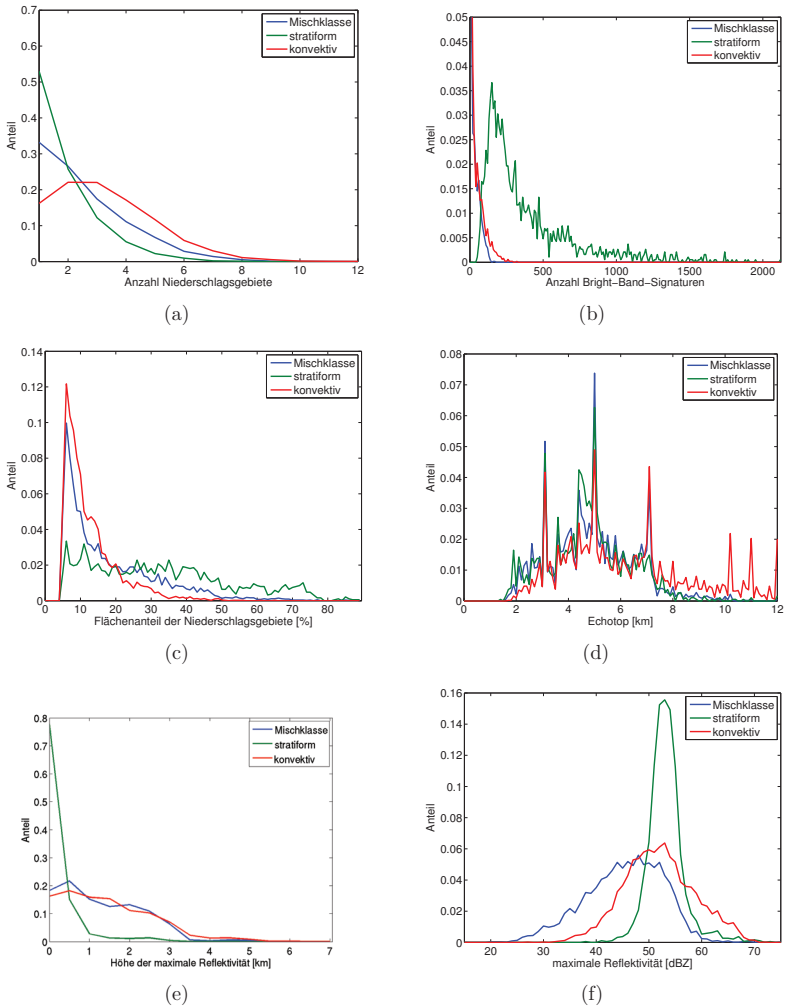 0.7
0.6
0.5
0.4
0.3
0.2
0.1
0
Anteil
2 4 6 8 10 12
Anzahl Niederschlagsgebiete
Mischklasse
stratiform
konvektiv
(a)
0.05
0.045
0.04
0.035
0.03
0.025
0.02
0.015
0.01
0.005
0
Anteil
0 500 1000 1500 2000
Anzahl Bright−Band−Signaturen
Mischklasse
stratiform
konvektiv
(b)
0.14
0.12
0.1
0.08
0.06
0.04
0.02
0
Anteil
0 10 20 30 40 50 60 70 80
Flächenanteil der Niederschlagsgebiete [%]
Mischklasse
stratiform
konvektiv
(c)
0.08
0.07
0.06
0.05
0.04
0.03
0.02
0.01
0
Anteil
0 2 4 6 8 10 12
Echotop [km]
Mischklasse
stratiform
konvektiv
(d)
0.8
0.7
0.6
0.5
0.4
0.3
0.2
0.1
0
Anteil
0 1 2 3 4 5 6 7
Höhe der maximale Reflektivität [km]
Mischklasse
stratiform
konvektiv
(e)
0.16
0.14
0.12
0.1
0.08
0.06
0.04
0.02
0
Anteil
20 30 40 50 60 70
maximale Reflektivität [dBZ]
Mischklasse
stratiform
konvektiv
(f)